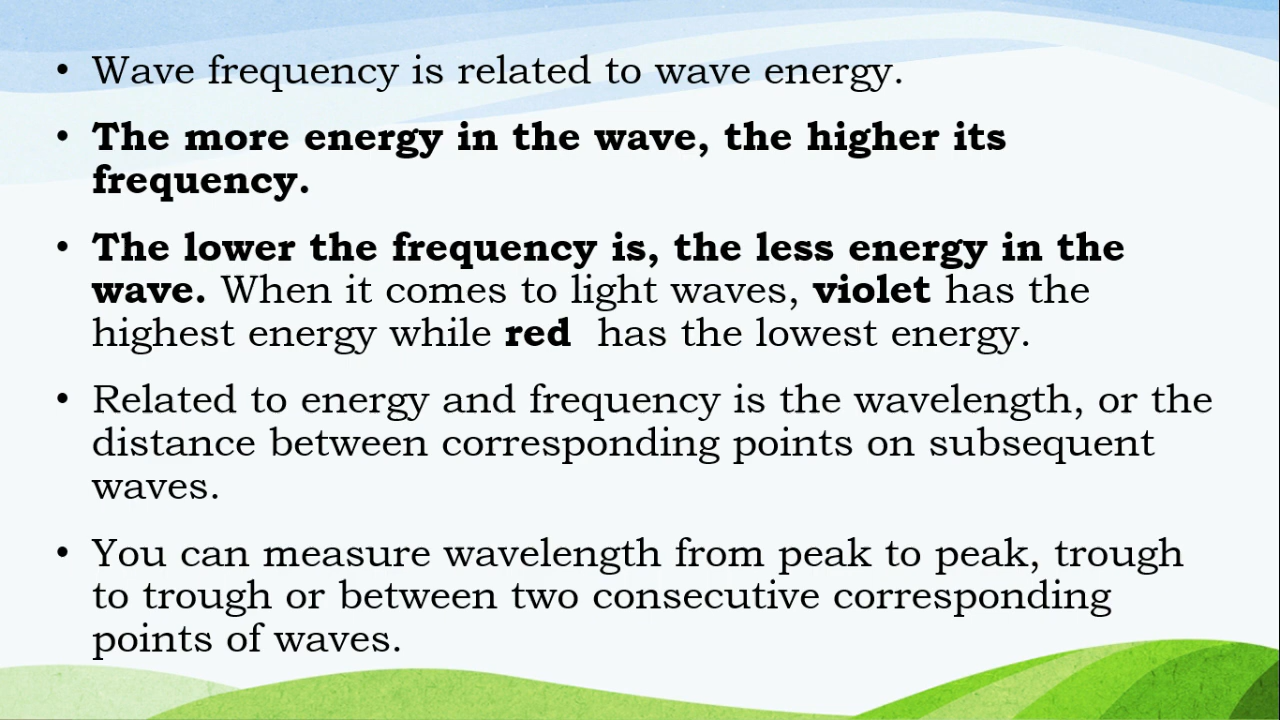 • Wave frequency is related to wave energy.
• The more energy in the wave, the higher its
frequency.
• The lower the frequency is, the less energy in the
wave. When it comes to light waves, violet has the
highest energy while red  has the lowest energy.
• Related to energy and frequency is the wavelength, or the
distance between corresponding points on subsequent
waves.
• You can measure wavelength from peak to peak, trough
to trough or between two consecutive corresponding
points of waves.